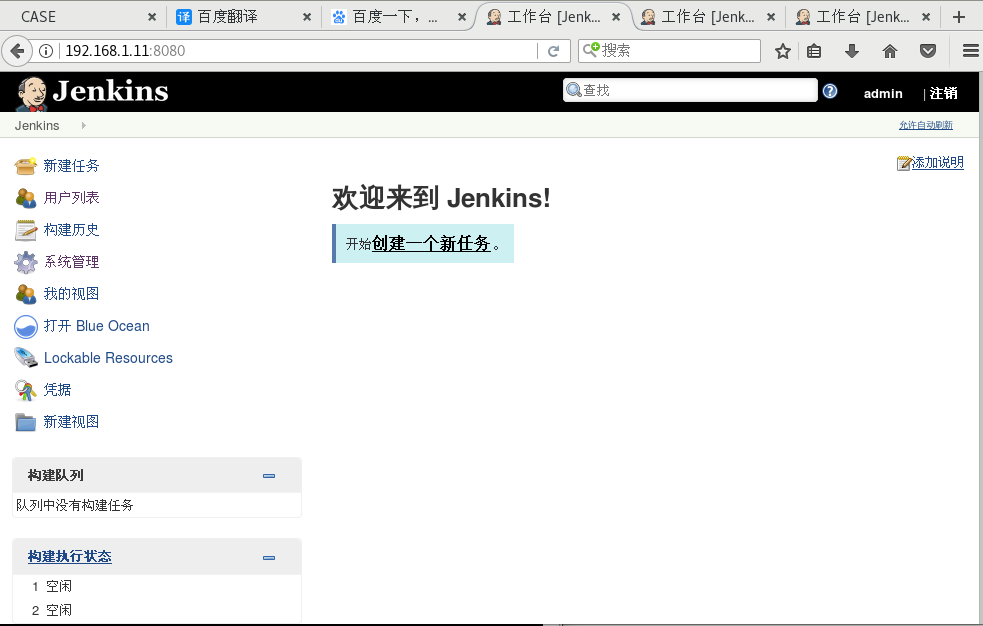 CASE
百度翻译
百度一下，...
工作台 [Jenk...
工作台 [Jenk...
工作台 [Jenk...
192.168.1.11:8080
搜索
Jenkins
查找
admin
| 注销
Jenkins
允许自动刷新
新建任务
用户列表
构建历史
系统管理
我的视图
打开 Blue Ocean
Lockable Resources
凭据
新建视图
添加说明
欢迎来到 Jenkins!
开始创建一个新任务 。
构建队列
队列中没有构建任务
构建执行状态
1 空闲
2 空闲